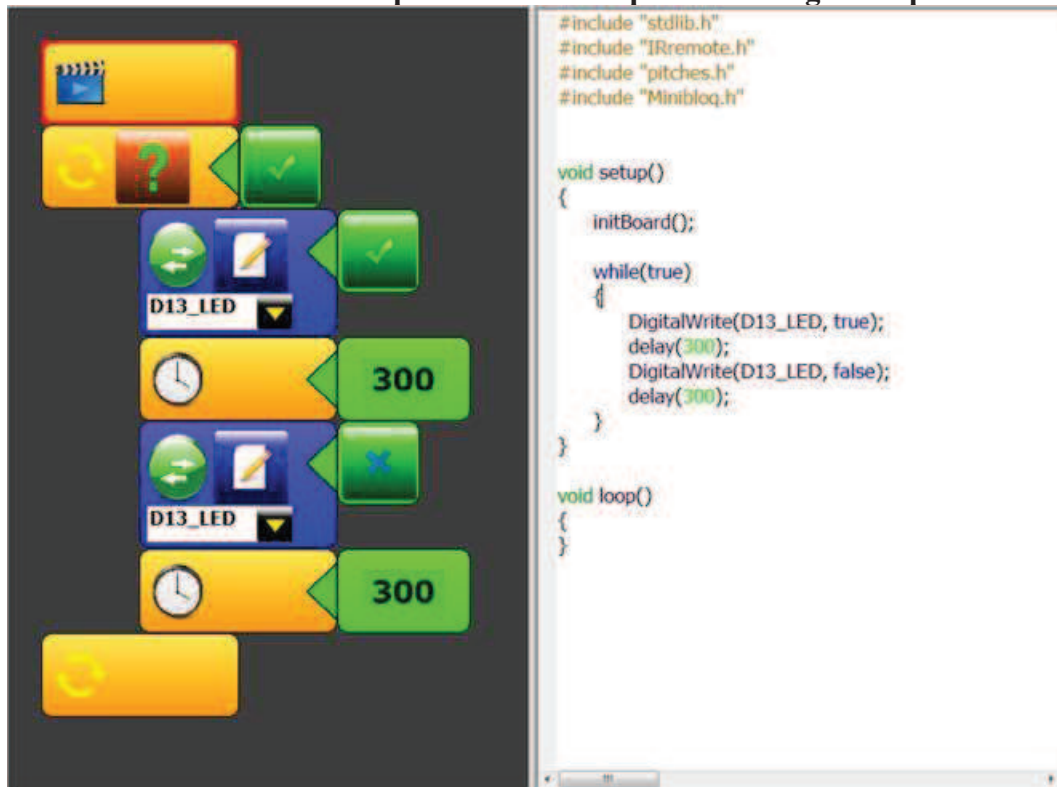 D13_LED
300
D13_LED
300
#include "stdlib.h"
#include "IRremote.h"
#include "pitches.h"
#include "Minibloq.h"
void setup()
{
initBoard();
while(true)
{
DigitalWrite(D13_LED, true);
delay(300);
DigitalWrite(D13_LED, false);
delay(300);
}
}
void loop()
{
}